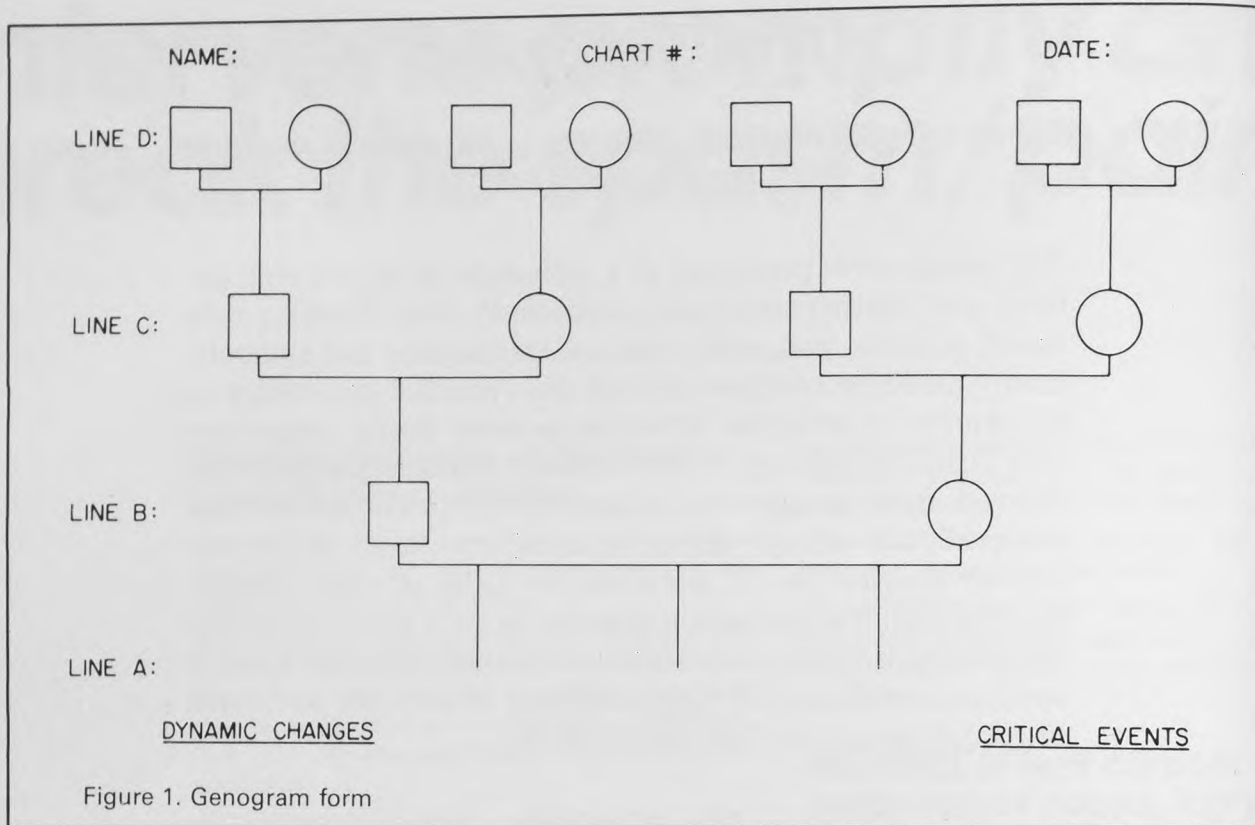 NAME: CHART #: DATE:
LINE D:
LINE C:
LINE B:
LINE A:
DYNAMIC CHANGES CRITICAL EVENTS
Figure 1. Genogram form